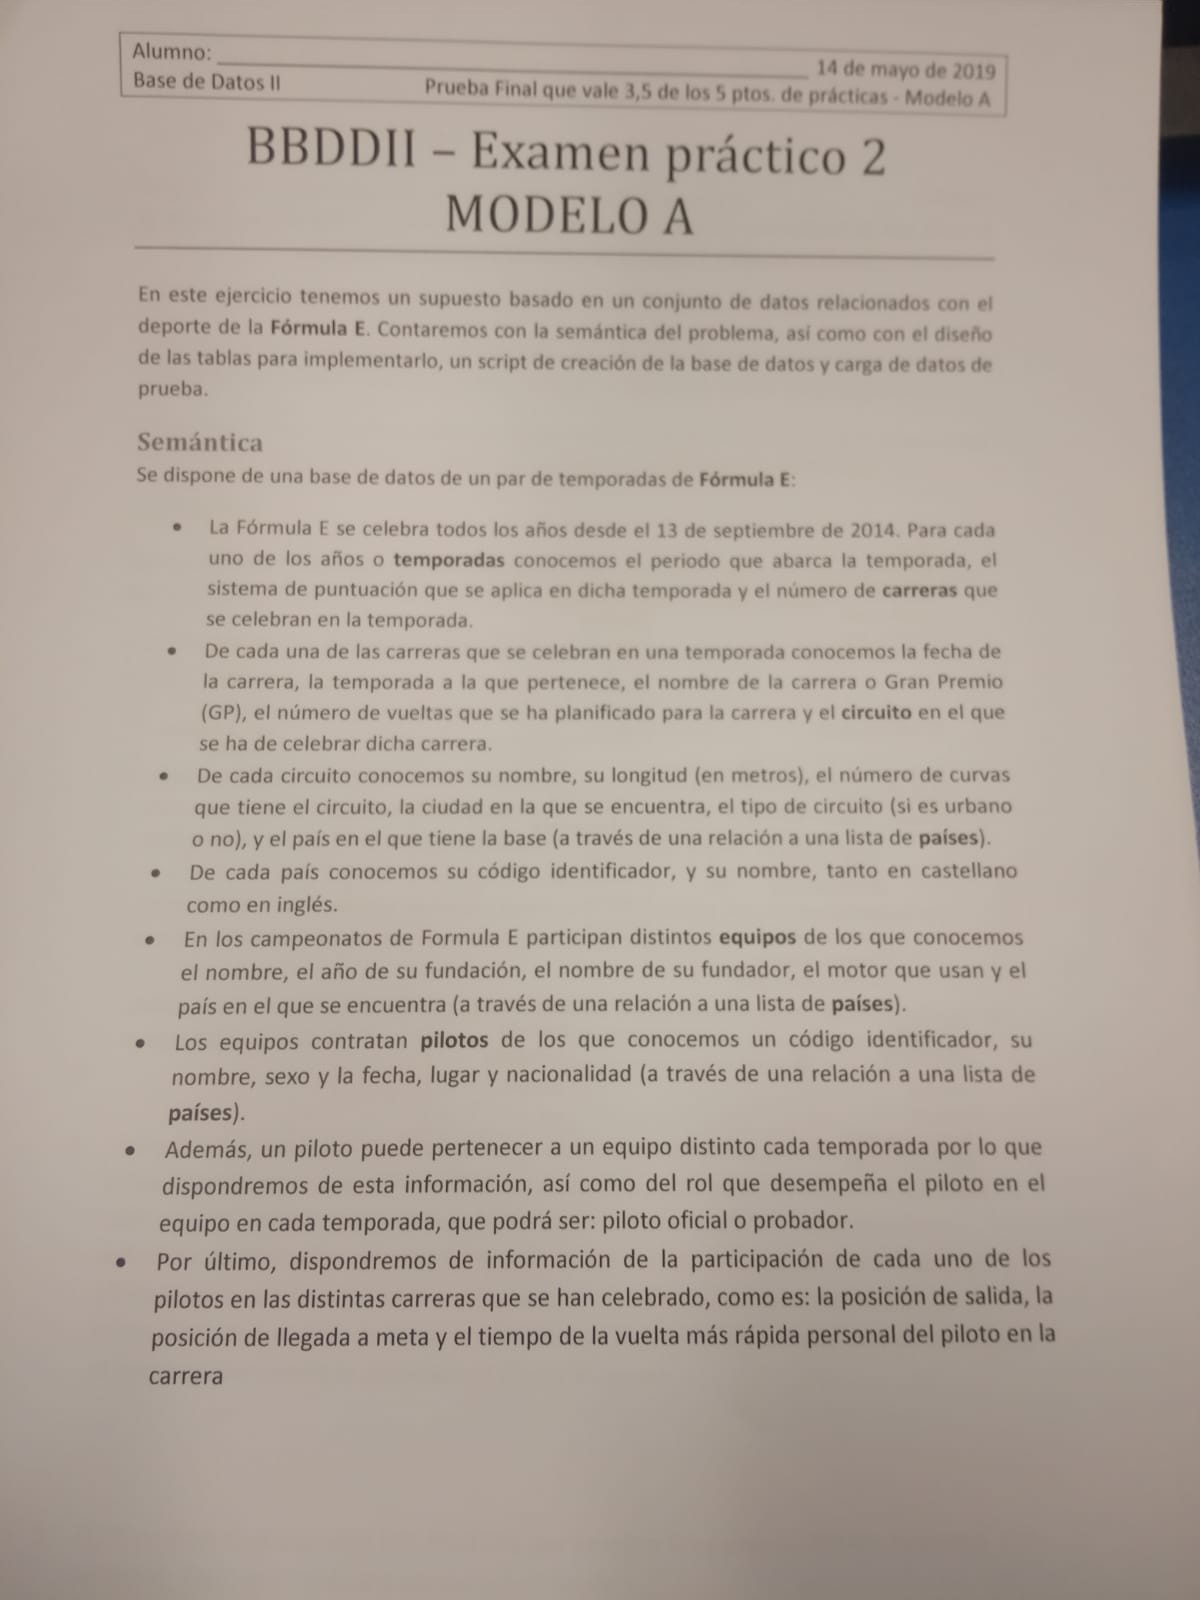 Alumno: 14 de mayo de 2019
Base de Datos II Prueba Final que vale 3,5 de los 5 ptos. de prácticas - Modelo A
BBDDII – Examen práctico 2
MODELO A
En este ejercicio tenemos un supuesto basado en un conjunto de datos relacionados con el
deporte de la Fórmula E. Contaremos con la semántica del problema, así como con el diseño
de las tablas para implementarlo, un script de creación de la base de datos y carga de datos de
prueba.
Semántica
Se dispone de una base de datos de un par de temporadas de Fórmula E:
• La Fórmula E se celebra todos los años desde el 13 de septiembre de 2014. Para cada
uno de los años o temporadas conocemos el periodo que abarca la temporada, el
sistema de puntuación que se aplica en dicha temporada y el número de carreras que
se celebran en la temporada.
• De cada una de las carreras que se celebran en una temporada conocemos la fecha de
la carrera, la temporada a la que pertenece, el nombre de la carrera o Gran Premio
(GP), el número de vueltas que se ha planificado para la carrera y el circuito en el que
se ha de celebrar dicha carrera.
• De cada circuito conocemos su nombre, su longitud (en metros), el número de curvas
que tiene el circuito, la ciudad en la que se encuentra, el tipo de circuito (si es urbano
o no), y el país en el que tiene la base (a través de una relación a una lista de países).
• De cada país conocemos su código identificador, y su nombre, tanto en castellano
como en inglés.
• En los campeonatos de Formula E participan distintos equipos de los que conocemos
el nombre, el año de su fundación, el nombre de su fundador, el motor que usan y el
país en el que se encuentra (a través de una relación a una lista de países).
• Los equipos contratan pilotos de los que conocemos un código identificador, su
nombre, sexo y la fecha, lugar y nacionalidad (a través de una relación a una lista de
países).
• Además, un piloto puede pertenecer a un equipo distinto cada temporada por lo que
dispondremos de esta información, así como del rol que desempeña el piloto en el
equipo en cada temporada, que podrá ser: piloto oficial o probador.
• Por último, dispondremos de información de la participación de cada uno de los
pilotos en las distintas carreras que se han celebrado, como es: la posición de salida, la
posición de llegada a meta y el tiempo de la vuelta más rápida personal del piloto en la
carrera